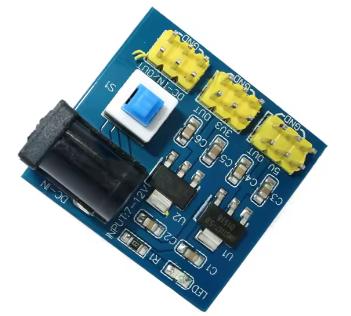 GND
DC-IN/OUT
GND
3V3
OUT
GND
5V
OUT
S1
C6
C5
C4
C3
DC-IN
INPUT(7-12V)
U2
U1
C2
C1
R1
LED